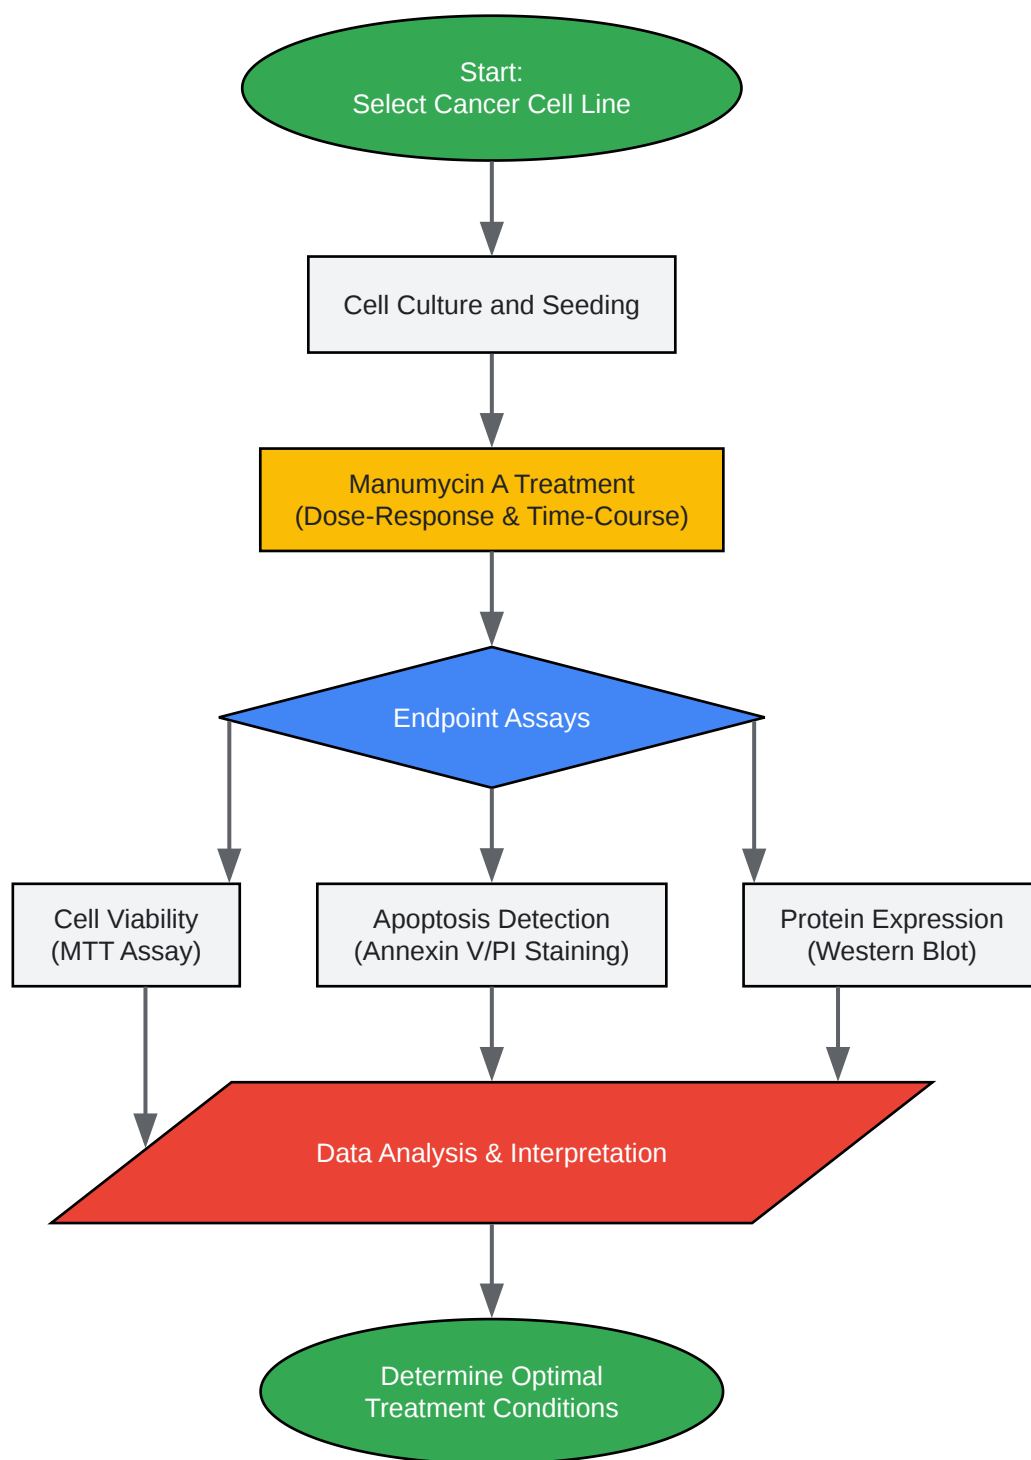 Start:
Select Cancer Cell Line
Cell Culture and Seeding
Manumycin A Treatment
(Dose-Response & Time-Course)
Endpoint Assays
Cell Viability
(MTT Assay)
Apoptosis Detection
(Annexin V/PI Staining)
Protein Expression
(Western Blot)
Data Analysis & Interpretation
Determine Optimal
Treatment Conditions